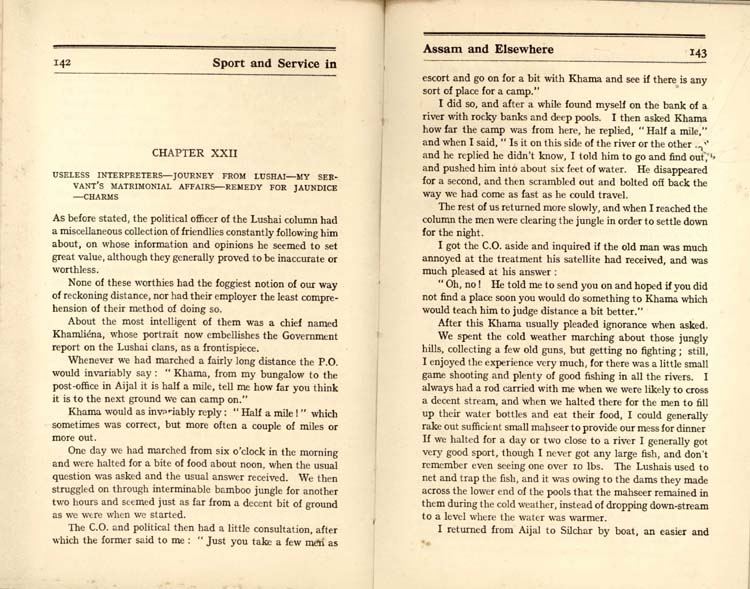 142 Sport and Service in
CHAPTER XXII
USELESS INTERPRETERS—JOURNEY FROM LUSHAI—MY SER-
VANT'S MATRIMONIAL AFFAIRS—REMEDY FOR JAUNDICE
—CHARMS
As before stated, the political officer of the Lushai column had
a miscellaneous collection of friendlies constantly following him
about, on whose information and opinions he seemed to set
great value, although they generally proved to be inaccurate or
worthless.
None of these worthies had the foggiest notion of our way
of reckoning distance, nor had their employer the least compre-
hension of their method of doing so.
About the most intelligent of them was a chief named
Khamliéna, whose portrait now embellishes the Government
report on the Lushai clans, as a frontispiece.
Whenever we had marched a fairly long distance the P.O.
would invariably say: "Khama, from my bungalow to the
post-office in Aijal it is half a mile, tell me how far you think
it is to the next ground we can camp on."
Khama would as invariably reply: "Half a mile!" which
sometimes was correct, but more often a couple of miles or
more out.
One day we had marched from six o'clock in the morning
and were halted for a bite of food about noon, when the usual
question was asked and the usual answer received. We then
struggled on through interminable bamboo jungle for another
two hours and seemed just as far from a decent bit of ground
as we were when we started.
The C.O. and political then had a little consultation, after
which the former said to me: "Just you take a few men as
Assam and Elsewhere 143
escort and go on for a bit with Khama and see if there is any
sort of place for a camp."
I did so, and after a while found myself on the bank of a
river with rocky banks and deep pools. I then asked Khama
how far the camp was from here, he replied, "Half a mile,"
and when I said, "Is it on this side of the river or the other .."
and he replied he didn't know, I told him to go and find out,
and pushed him into about six feet of water. He disappeared
for a second, and then scrambled out and bolted off back the
way we had come as fast as he could travel.
The rest of us returned more slowly, and when I reached the
column the men were clearing the jungle in order to settle down
for the night.
I got the C.O. aside and inquired if the old man was much
annoyed at the treatment his satellite had received, and was
much pleased at his answer:
"Oh, no! He told me to send you on and hoped if you did
not find a place soon you would do something to Khama which
would teach him to judge distance a bit better."
After this Khama usually pleaded ignorance when asked.
We spent the cold weather marching about those jungly
hills, collecting a few old guns, but getting no fighting; still,
I enjoyed the experience very much, for there was a little small
game shooting and plenty of good fishing in all the rivers. I
always had a rod carried with me when we were likely to cross
a decent stream, and when we halted there for the men to fill
up their water bottles and eat their food, I could generally
rake out sufficient small mahseer to provide our mess for dinner
If we halted for a day or two close to a river I generally got
very good sport, though I never got any large fish, and don't
remember even seeing one over 10 lbs. The Lushais used to
net and trap the fish, and it was owing to the dams they made
across the lower end of the pools that the mahseer remained in
them during the cold weather, instead of dropping down-stream
to a level where the water was warmer.
I returned from Aijal to Silchar by boat, an easier and